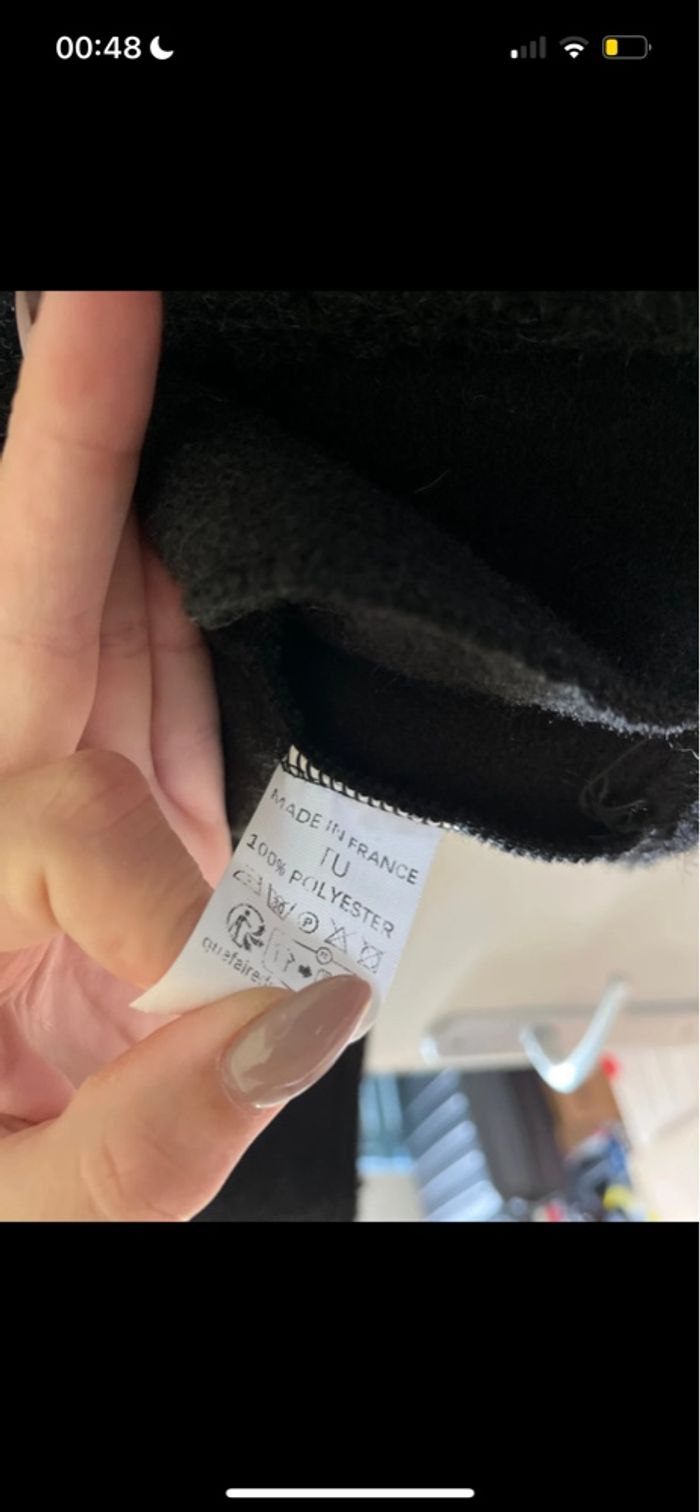 00:48
MADE IN FRANCE
TU
100% POLYESTER
P